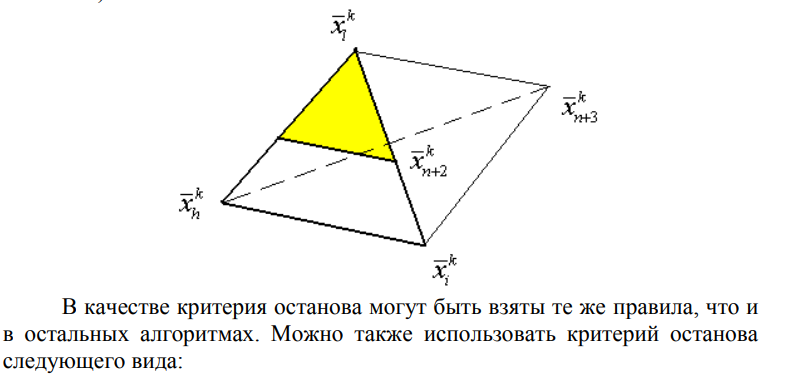 x̄ₗᵏ
x̄ₙ₊₃ᵏ
x̄ₙ₊₂ᵏ
x̄ₕᵏ
x̄ᵢᵏ
В качестве критерия останова могут быть взяты те же правила, что и
в остальных алгоритмах. Можно также использовать критерий останова
следующего вида: